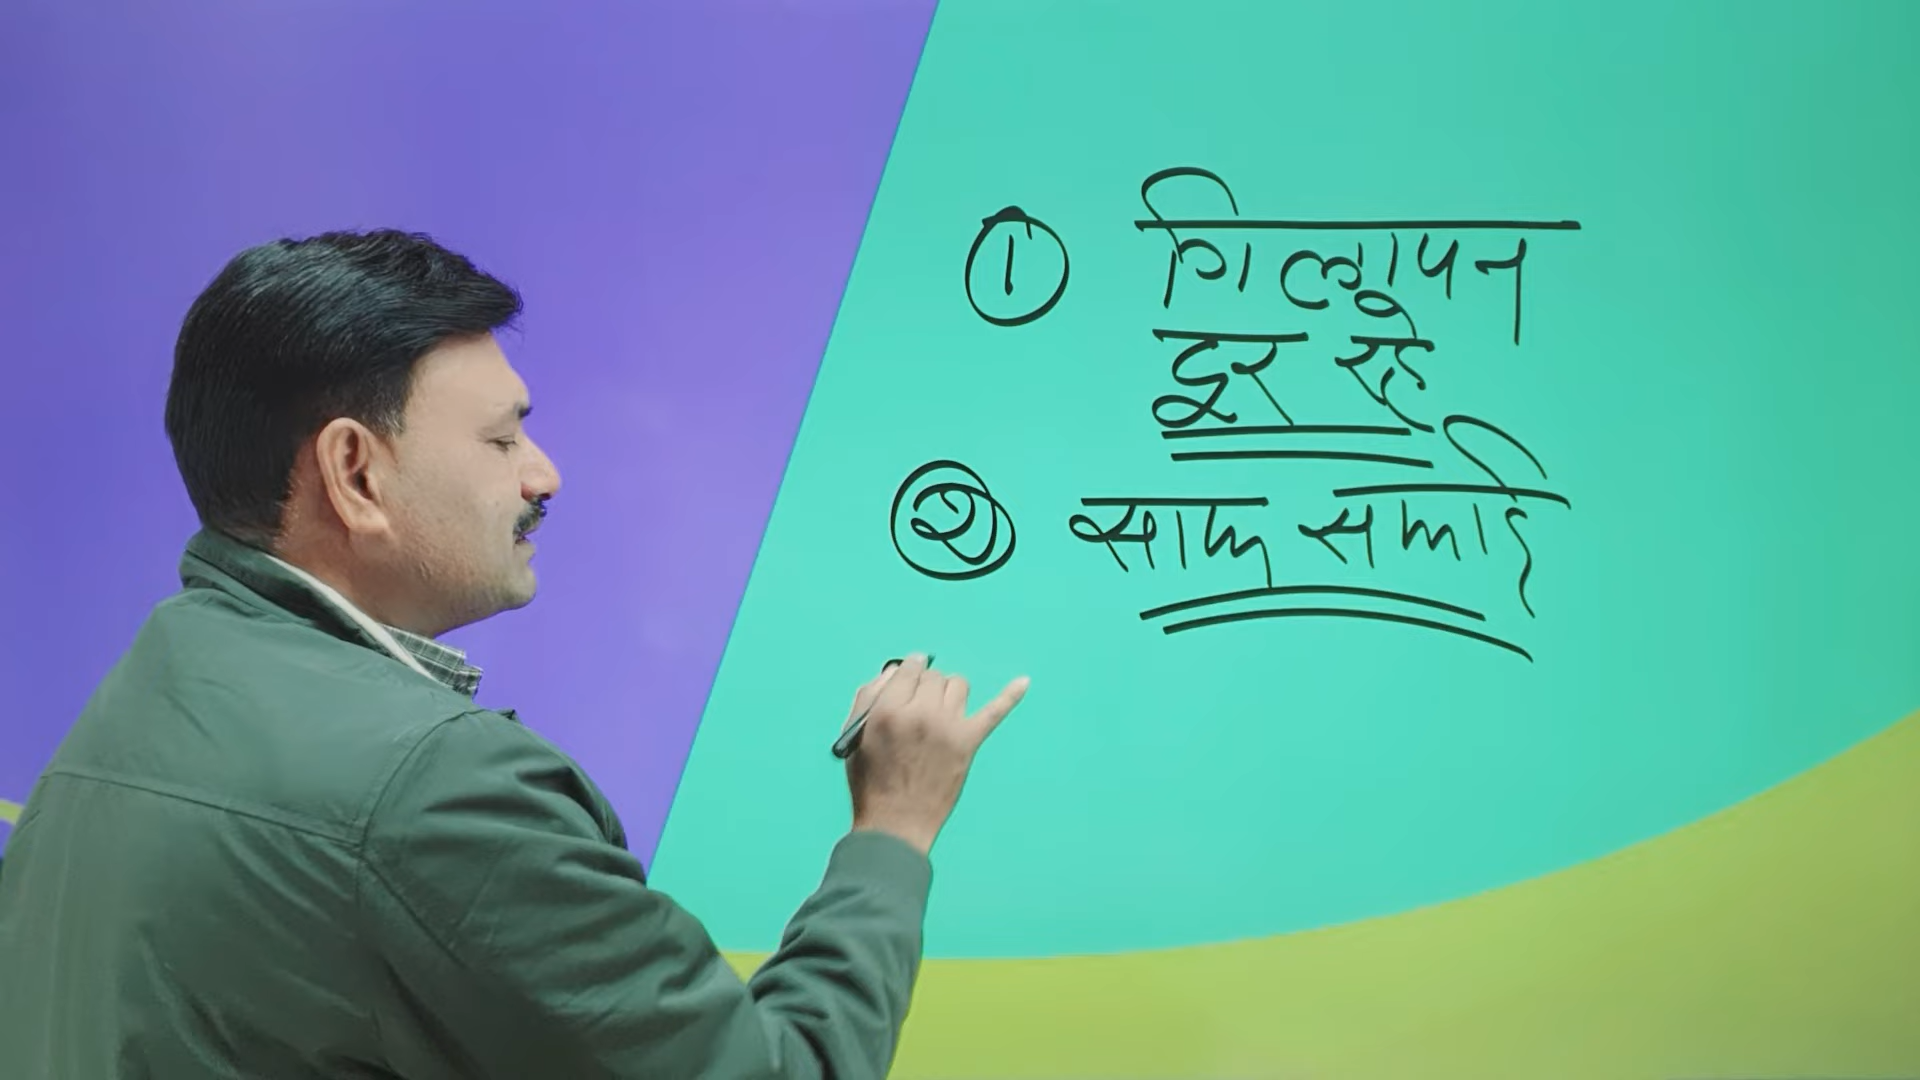 ① गिलापन
दूर रहे
② साफ सफाई